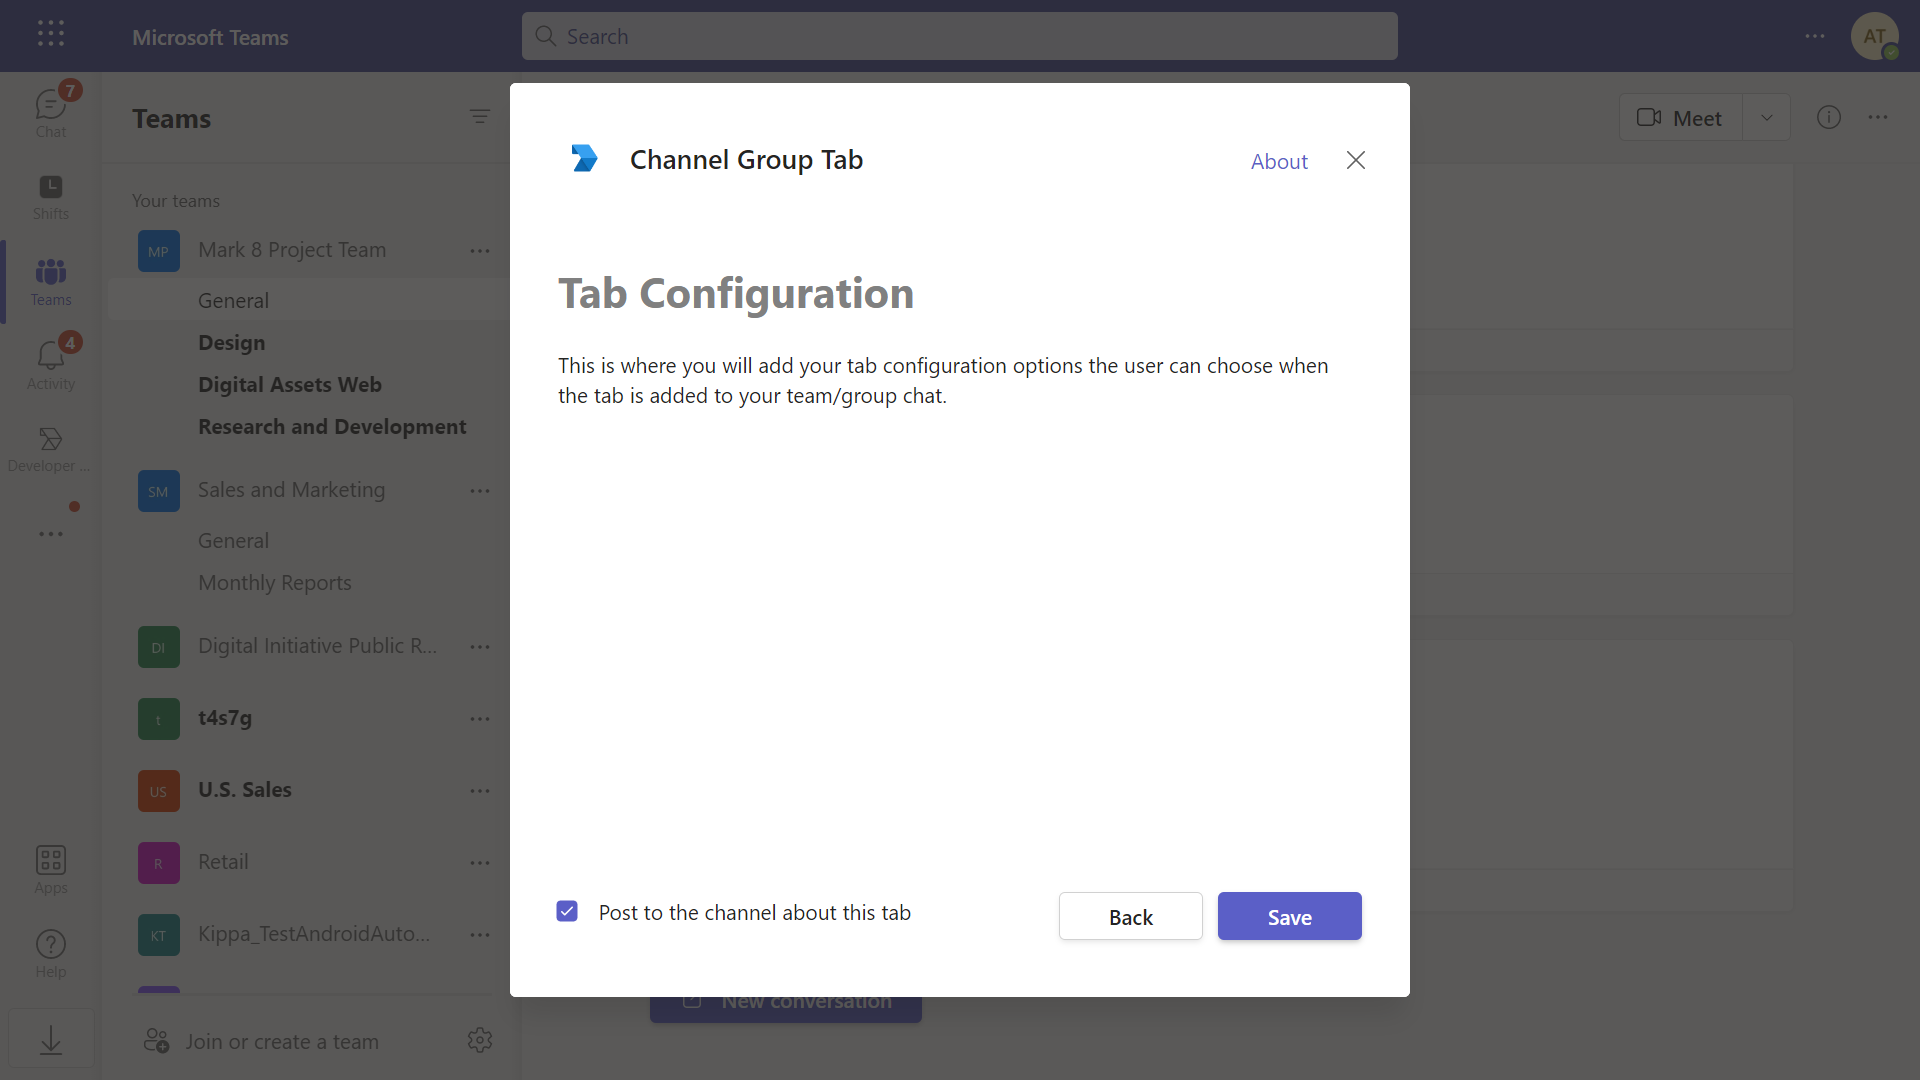 Microsoft Teams
Search
AT
7
Chat
Shifts
Teams
4
Activity
Developer ...
Apps
Help
Teams
Your teams
MP Mark 8 Project Team
General
Design
Digital Assets Web
Research and Development
SM Sales and Marketing
General
Monthly Reports
DI Digital Initiative Public R...
t t4s7g
US U.S. Sales
R Retail
KT Kippa_TestAndroidAuto...
Join or create a team
Meet
Channel Group Tab
About
Tab Configuration
This is where you will add your tab configuration options the user can choose when
the tab is added to your team/group chat.
Post to the channel about this tab
Back
Save
New conversation